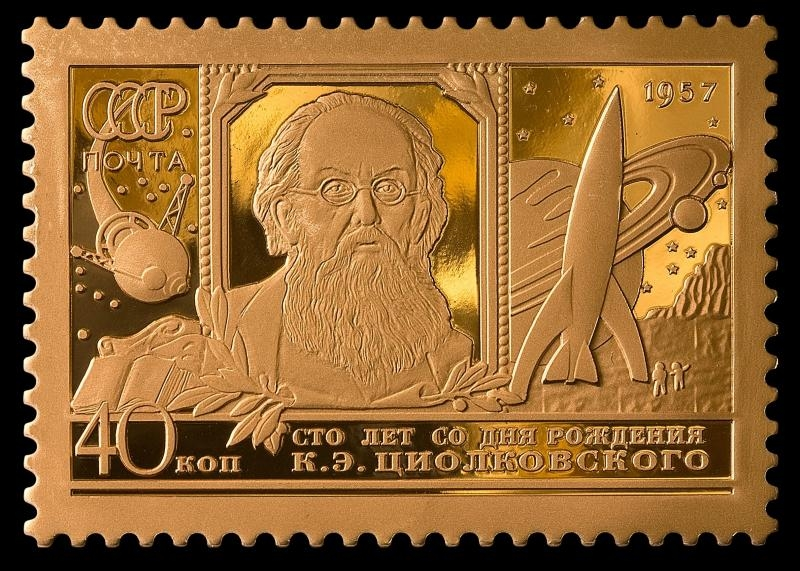 СССР
ПОЧТА
1957
40 КОП
СТО ЛЕТ СО ДНЯ РОЖДЕНИЯ
К.Э. ЦИОЛКОВСКОГО